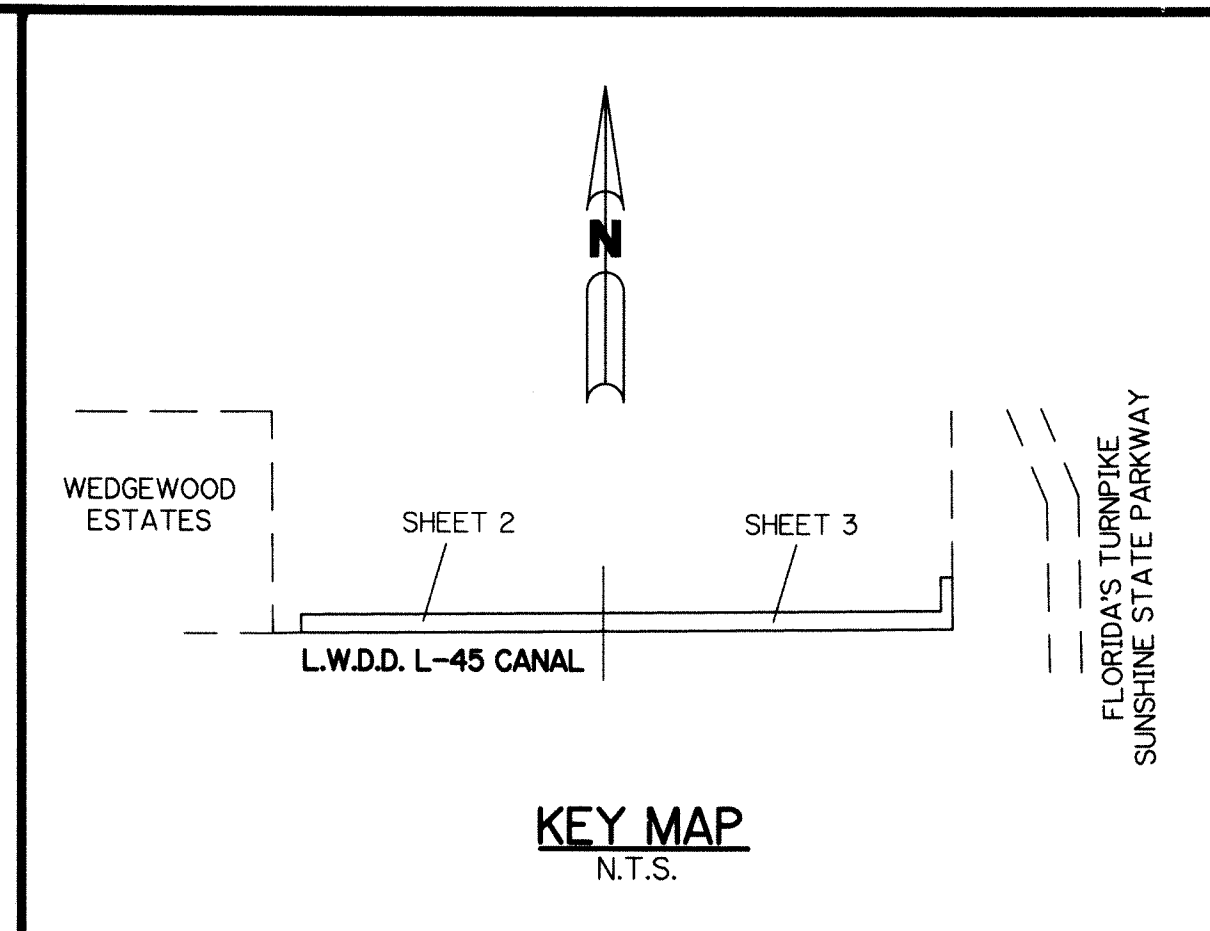 N
WEDGEWOOD
ESTATES
SHEET 2
SHEET 3
FLORIDA'S TURNPIKE
SUNSHINE STATE PARKWAY
L.W.D.D. L-45 CANAL
KEY MAP
N.T.S.